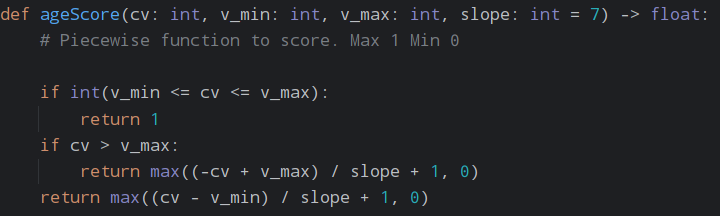 def ageScore(cv: int, v_min: int, v_max: int, slope: int = 7) -> float:
    # Piecewise function to score. Max 1 Min 0

    if int(v_min <= cv <= v_max):
        return 1
    if cv > v_max:
        return max((-cv + v_max) / slope + 1, 0)
    return max((cv - v_min) / slope + 1, 0)